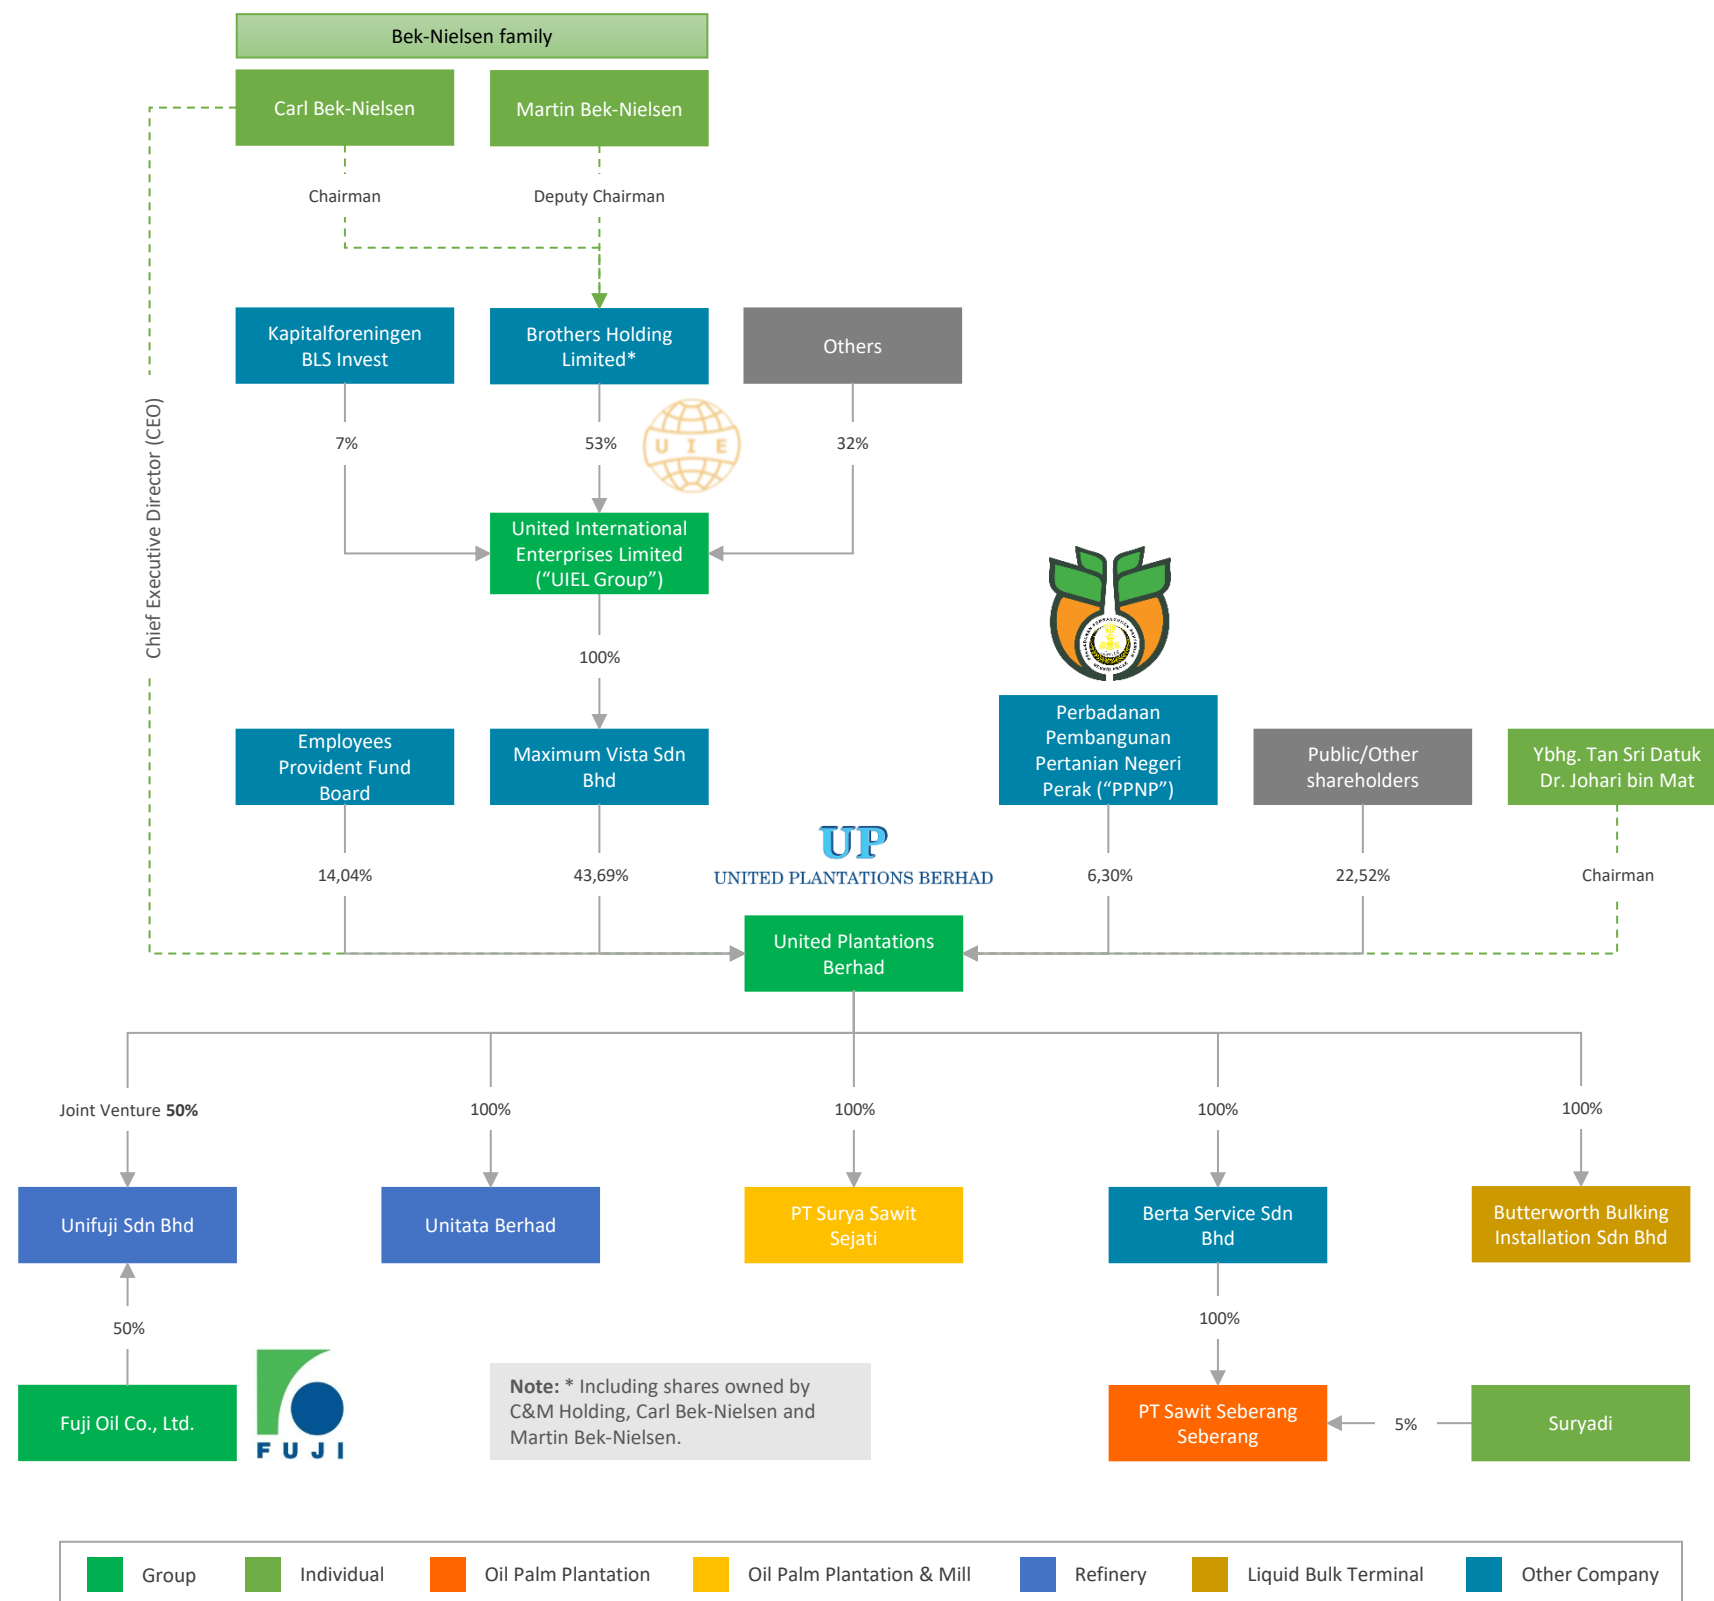 Bek-Nielsen family
Carl Bek-Nielsen
Martin Bek-Nielsen
Chairman
Deputy Chairman
Chief Executive Director (CEO)
Kapitalforeningen
BLS Invest
Brothers Holding
Limited*
Others
7%
53%
U I E
32%
United International
Enterprises Limited
(“UIEL Group”)
100%
Employees
Provident Fund
Board
Maximum Vista Sdn
Bhd
Perbadanan
Pembangunan
Pertanian Negeri
Perak (“PPNP”)
Public/Other
shareholders
Ybhg. Tan Sri Datuk
Dr. Johari bin Mat
14,04%
43,69%
UP
UNITED PLANTATIONS BERHAD
6,30%
22,52%
Chairman
United Plantations
Berhad
Joint Venture 50%
100%
100%
100%
100%
Unifuji Sdn Bhd
Unitata Berhad
PT Surya Sawit
Sejati
Berta Service Sdn
Bhd
Butterworth Bulking
Installation Sdn Bhd
50%
100%
Fuji Oil Co., Ltd.
FUJI
Note: * Including shares owned by
C&M Holding, Carl Bek-Nielsen and
Martin Bek-Nielsen.
PT Sawit Seberang
Seberang
5%
Suryadi
Group
Individual
Oil Palm Plantation
Oil Palm Plantation & Mill
Refinery
Liquid Bulk Terminal
Other Company